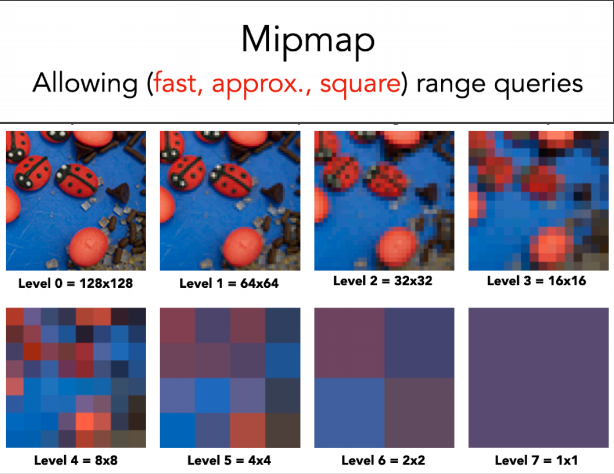 Mipmap
Allowing (fast, approx., square) range queries
Level 0 = 128x128
Level 1 = 64x64
Level 2 = 32x32
Level 3 = 16x16
Level 4 = 8x8
Level 5 = 4x4
Level 6 = 2x2
Level 7 = 1x1